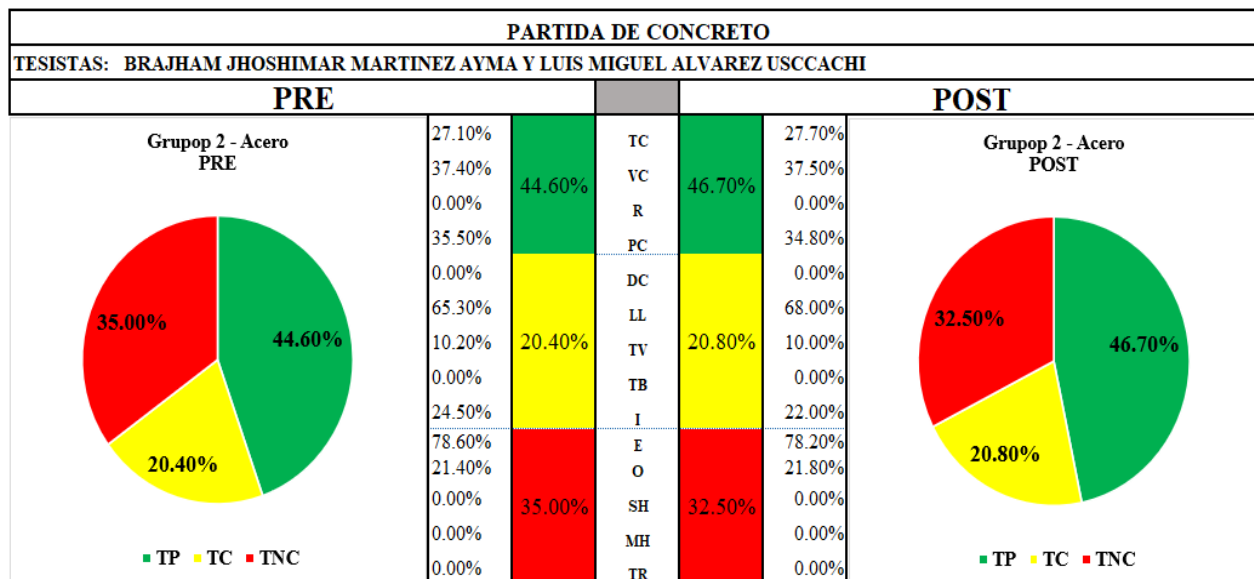 PARTIDA DE CONCRETO
TESISTAS: BRAJHAM JHOSHIMAR MARTINEZ AYMA Y LUIS MIGUEL ALVAREZ USCCACHI
PRE POST
Grupop 2 - Acero
PRE
35.00%
44.60%
20.40%
TP TC TNC
27.10% TC 27.70%
37.40% VC 37.50%
44.60% 46.70%
0.00% R 0.00%
35.50% PC 34.80%
0.00% DC 0.00%
65.30% LL 68.00%
20.40% 20.80%
10.20% TV 10.00%
0.00% TB 0.00%
24.50% I 22.00%
78.60% E 78.20%
21.40% O 21.80%
35.00% 32.50%
0.00% SH 0.00%
0.00% MH 0.00%
0.00% TR 0.00%
Grupop 2 - Acero
POST
32.50%
46.70%
20.80%
TP TC TNC